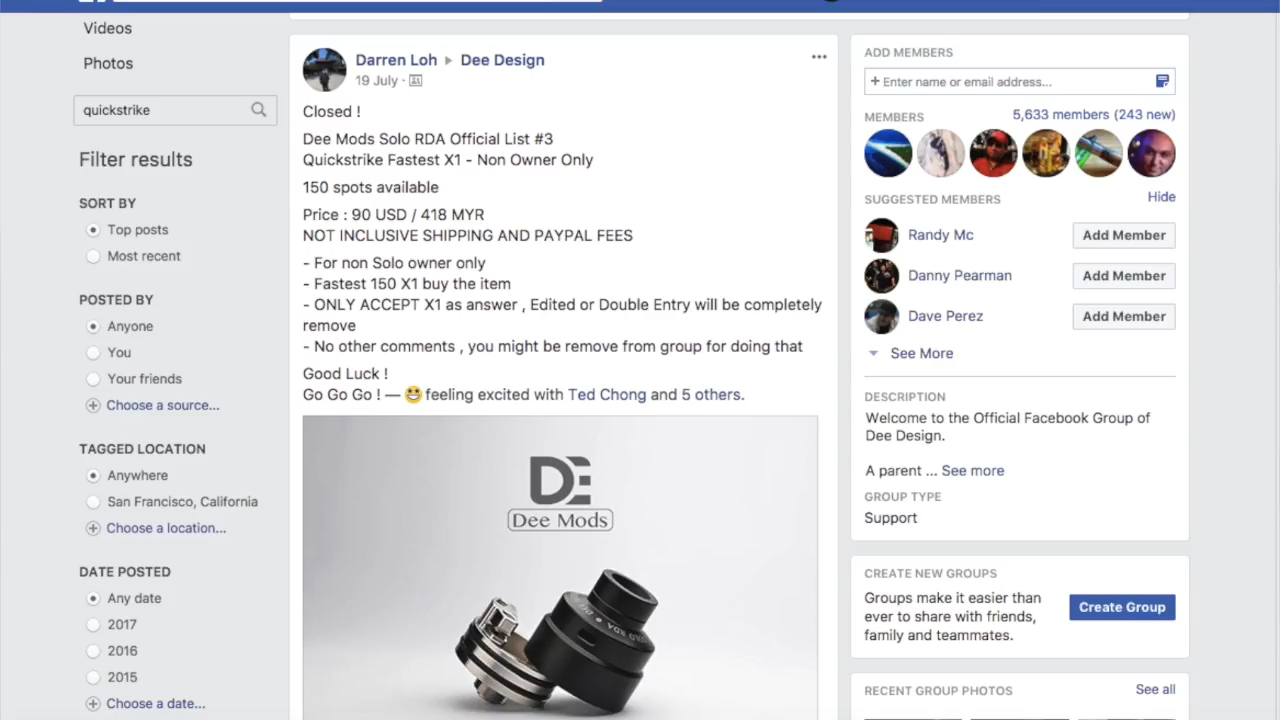 Videos
Photos
quickstrike
Filter results
SORT BY
Top posts
Most recent
POSTED BY
Anyone
You
Your friends
Choose a source...
TAGGED LOCATION
Anywhere
San Francisco, California
Choose a location...
DATE POSTED
Any date
2017
2016
2015
Choose a date...
Darren Loh ▸ Dee Design
19 July ·
Closed !
Dee Mods Solo RDA Official List #3
Quickstrike Fastest X1 - Non Owner Only
150 spots available
Price : 90 USD / 418 MYR
NOT INCLUSIVE SHIPPING AND PAYPAL FEES
- For non Solo owner only
- Fastest 150 X1 buy the item
- ONLY ACCEPT X1 as answer , Edited or Double Entry will be completely
remove
- No other comments , you might be remove from group for doing that
Good Luck !
Go Go Go ! — 😀 feeling excited with Ted Chong and 5 others.
DE
Dee Mods
ADD MEMBERS
+ Enter name or email address...
MEMBERS
5,633 members (243 new)
SUGGESTED MEMBERS
Hide
Randy Mc
Add Member
Danny Pearman
Add Member
Dave Perez
Add Member
See More
DESCRIPTION
Welcome to the Official Facebook Group of
Dee Design.
A parent ... See more
GROUP TYPE
Support
CREATE NEW GROUPS
Groups make it easier than
ever to share with friends,
family and teammates.
Create Group
RECENT GROUP PHOTOS
See all